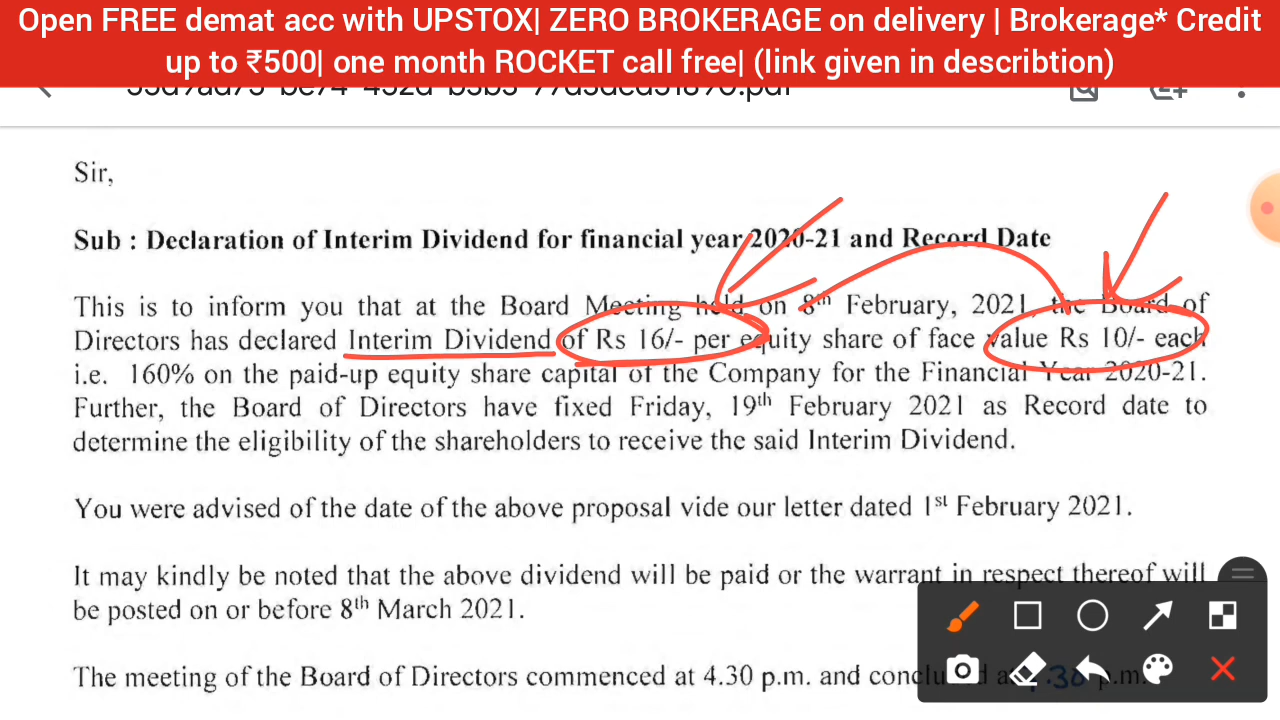 Open FREE demat acc with UPSTOX| ZERO BROKERAGE on delivery | Brokerage* Credit
up to ₹500| one month ROCKET call free| (link given in describtion)
Sir,
Sub : Declaration of Interim Dividend for financial year 2020-21 and Record Date
This is to inform you that at the Board Meeting held on 8th February, 2021, the Board of
Directors has declared Interim Dividend of Rs 16/- per equity share of face value Rs 10/- each
i.e. 160% on the paid-up equity share capital of the Company for the Financial Year 2020-21.
Further, the Board of Directors have fixed Friday, 19th February 2021 as Record date to
determine the eligibility of the shareholders to receive the said Interim Dividend.
You were advised of the date of the above proposal vide our letter dated 1st February 2021.
It may kindly be noted that the above dividend will be paid or the warrant in respect thereof will
be posted on or before 8th March 2021.
The meeting of the Board of Directors commenced at 4.30 p.m. and p.m.